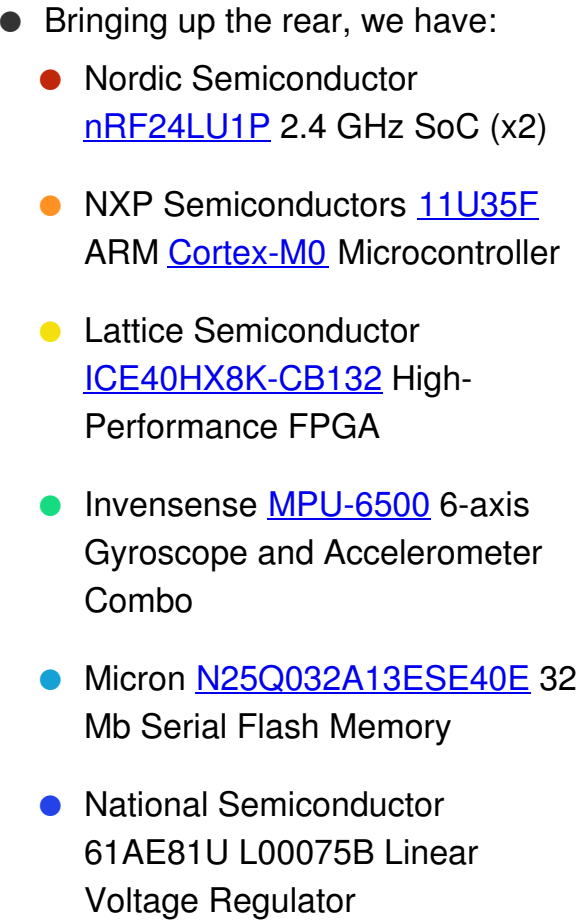 Bringing up the rear, we have:
Nordic Semiconductor
nRF24LU1P 2.4 GHz SoC (x2)
NXP Semiconductors 11U35F
ARM Cortex-M0 Microcontroller
Lattice Semiconductor
ICE40HX8K-CB132 High-
Performance FPGA
Invensense MPU-6500 6-axis
Gyroscope and Accelerometer
Combo
Micron N25Q032A13ESE40E 32
Mb Serial Flash Memory
National Semiconductor
61AE81U L00075B Linear
Voltage Regulator